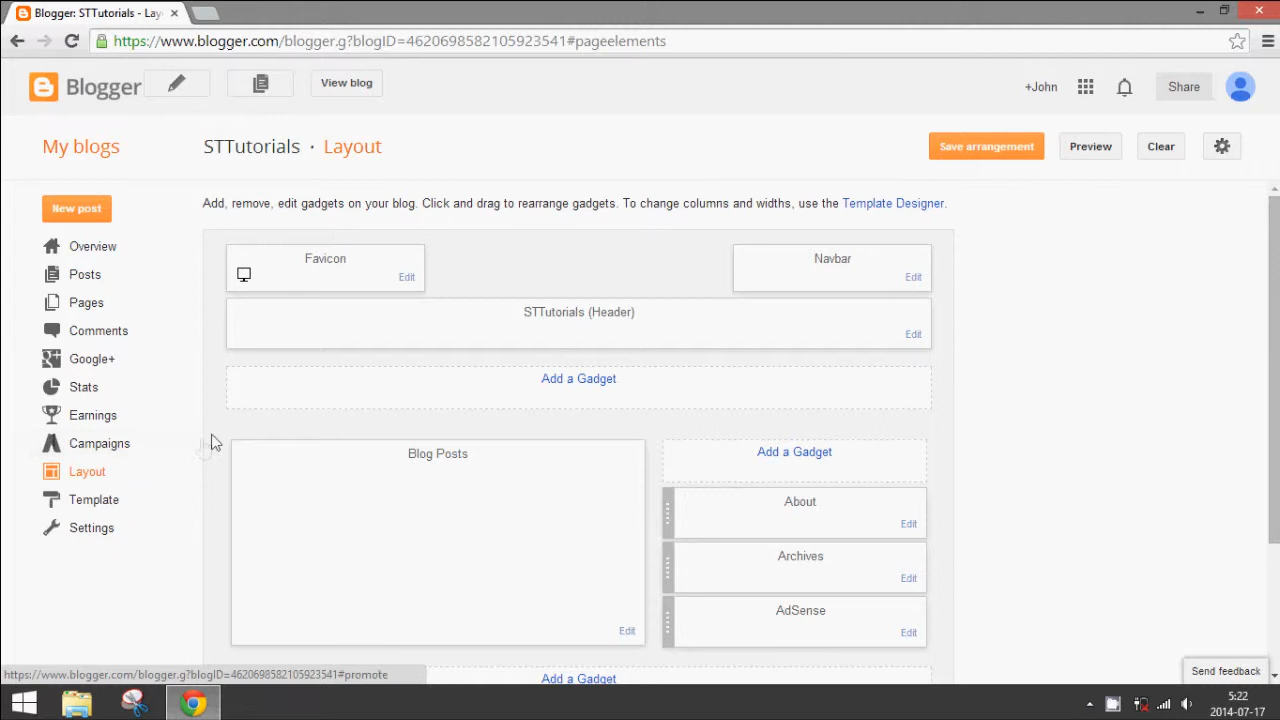 Blogger: STTutorials - Lay
https://www.blogger.com/blogger.g?blogID=4620698582105923541#pageelements
Blogger
View blog
+John
Share
My blogs
STTutorials · Layout
Save arrangement
Preview
Clear
New post
Add, remove, edit gadgets on your blog. Click and drag to rearrange gadgets. To change columns and widths, use the Template Designer.
Overview
Posts
Pages
Comments
Google+
Stats
Earnings
Campaigns
Layout
Template
Settings
Favicon
Edit
Navbar
Edit
STTutorials (Header)
Edit
Add a Gadget
Blog Posts
Edit
Add a Gadget
About
Edit
Archives
Edit
AdSense
Edit
Add a Gadget
https://www.blogger.com/blogger.g?blogID=4620698582105923541#promote
Send feedback
5:22
2014-07-17